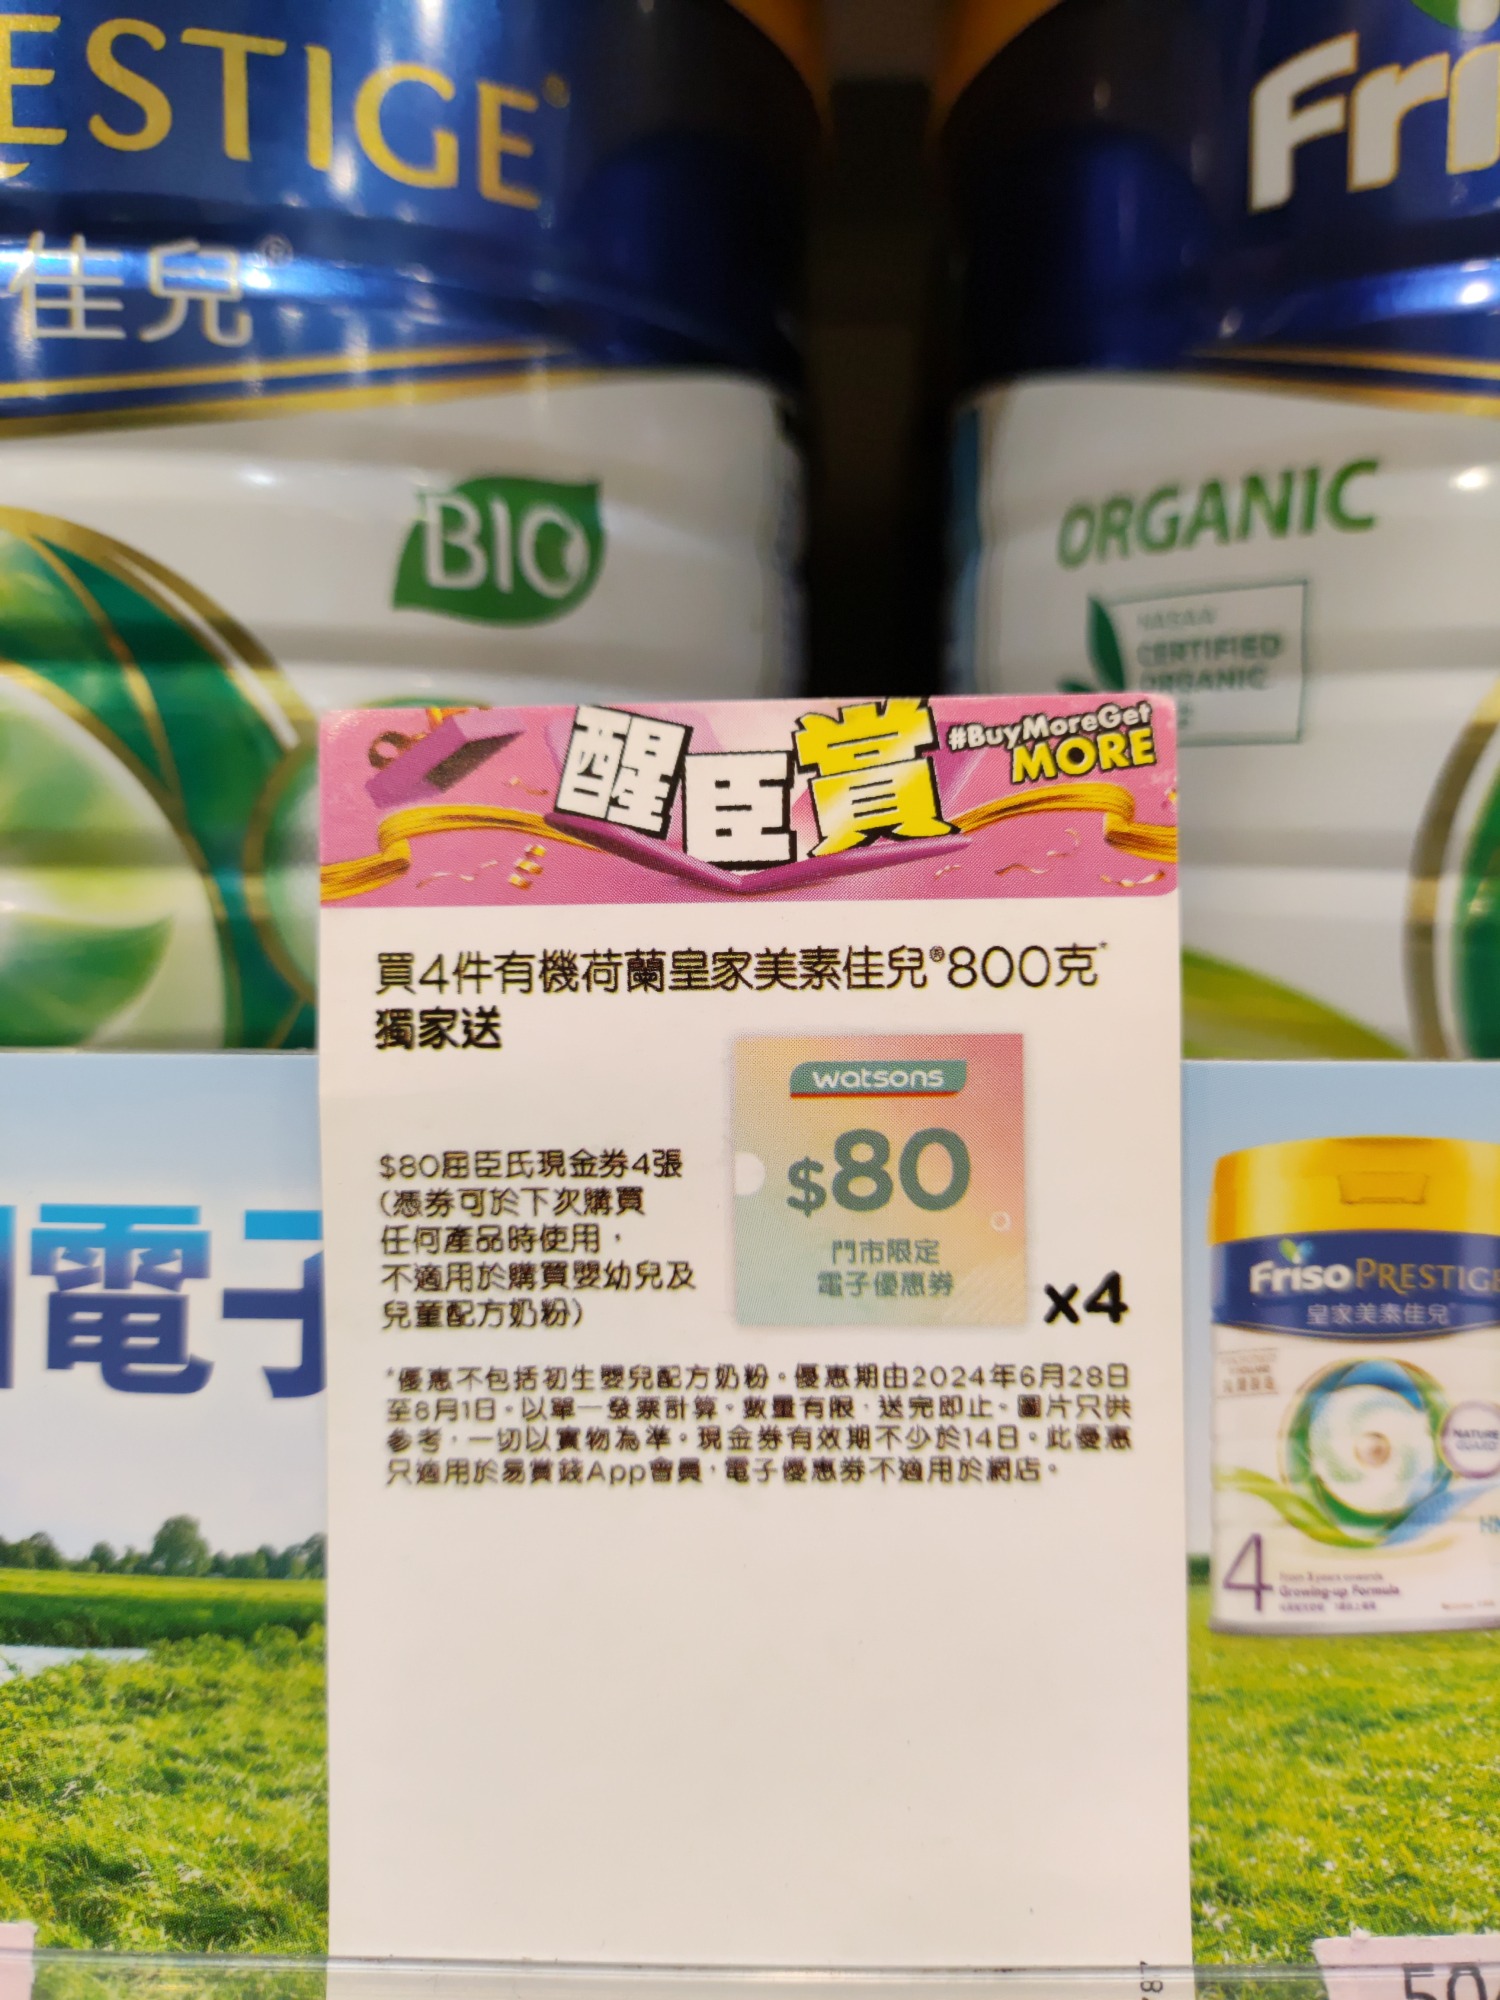 ESTIGE
佳兒®
Fri
BIO
ORGANIC
CERTIFIED
ORGANIC
醒臣賞
#BuyMoreGet
MORE
買4件有機荷蘭皇家美素佳兒®800克*
獨家送
watsons
$80
門市限定
電子優惠券
x4
$80屈臣氏現金券4張
(憑券可於下次購買
任何產品時使用，
不適用於購買嬰幼兒及
兒童配方奶粉)
*優惠不包括初生嬰兒配方奶粉。優惠期由2024年6月28日
至8月1日。以單一發票計算。數量有限，送完即止。圖片只供
參考，一切以實物為準。現金券有效期不少於14日。此優惠
只適用於易賞錢App會員，電子優惠券不適用於網店。
電子
FrisoPRESTIGE
皇家美素佳兒
NATURE
4
Growing-up Formula
50